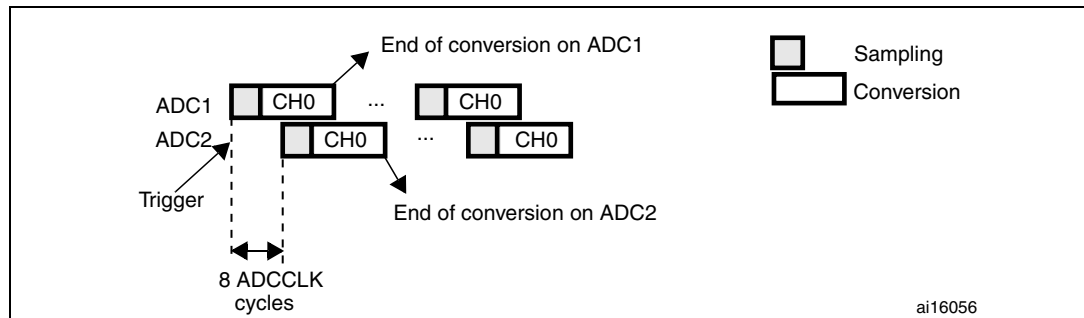 End of conversion on ADC1
Sampling
Conversion
ADC1 CH0 ... CH0
ADC2 CH0 ... CH0
Trigger
End of conversion on ADC2
8 ADCCLK
cycles
ai16056